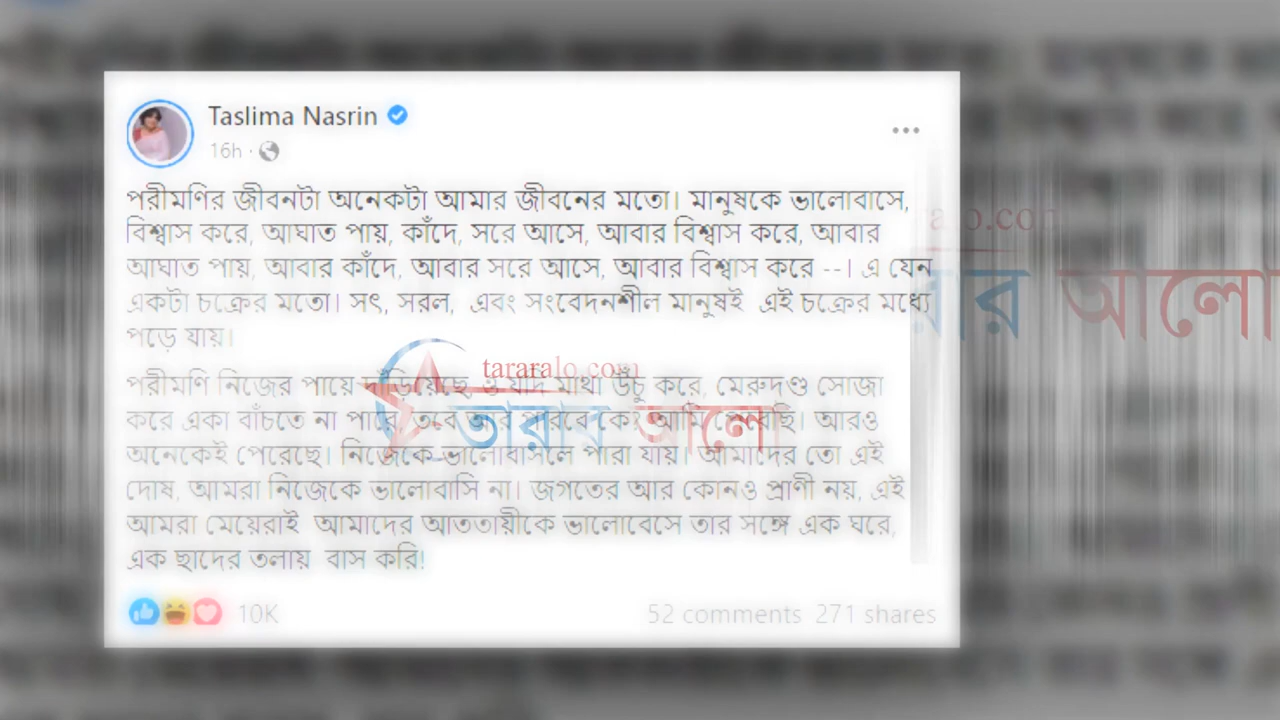 Taslima Nasrin
16h ·
পরীমণির জীবনটা অনেকটা আমার জীবনের মতো। মানুষকে ভালোবাসে,
বিশ্বাস করে, আঘাত পায়, কাঁদে, সরে আসে, আবার বিশ্বাস করে, আবার
আঘাত পায়, আবার কাঁদে, আবার সরে আসে, আবার বিশ্বাস করে --। এ যেন
একটা চক্রের মতো। সৎ, সরল, এবং সংবেদনশীল মানুষই এই চক্রের মধ্যে
পড়ে যায়।
tararalo.com
পরীমণি নিজের পায়ে দাঁড়িয়েছে, ও যদি মাথা উঁচু করে, মেরুদণ্ড সোজা
করে একা বাঁচতে না পারে, তবে আর পারবে কে? আমি পেরেছি। আরও
তারার আলো
অনেকেই পেরেছে। নিজেকে ভালোবাসলে পারা যায়। আমাদের তো এই
দোষ, আমরা নিজেকে ভালোবাসি না। জগতের আর কোনও প্রাণী নয়, এই
আমরা মেয়েরাই আমাদের আততায়ীকে ভালোবেসে তার সঙ্গে এক ঘরে,
এক ছাদের তলায় বাস করি!
10K
52 comments 271 shares